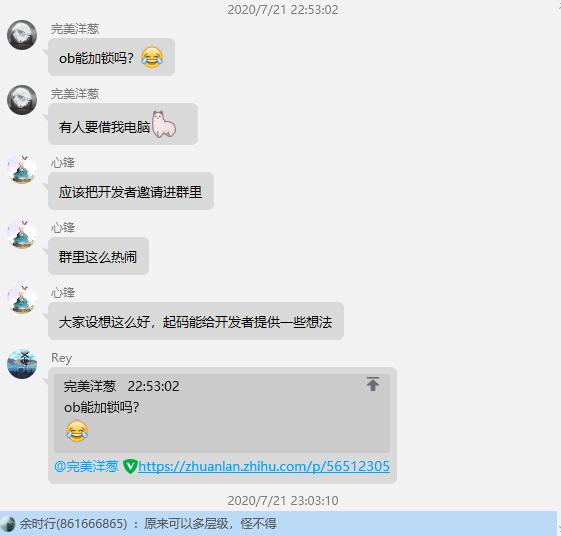 2020/7/21 22:53:02
完美洋葱
ob能加锁吗？
完美洋葱
有人要借我电脑
心锋
应该把开发者邀请进群里
心锋
群里这么热闹
心锋
大家设想这么好，起码能给开发者提供一些想法
Rey
完美洋葱 22:53:02
ob能加锁吗？
@完美洋葱 https://zhuanlan.zhihu.com/p/56512305
2020/7/21 23:03:10
余时行(861666865) ：原来可以多层级，怪不得